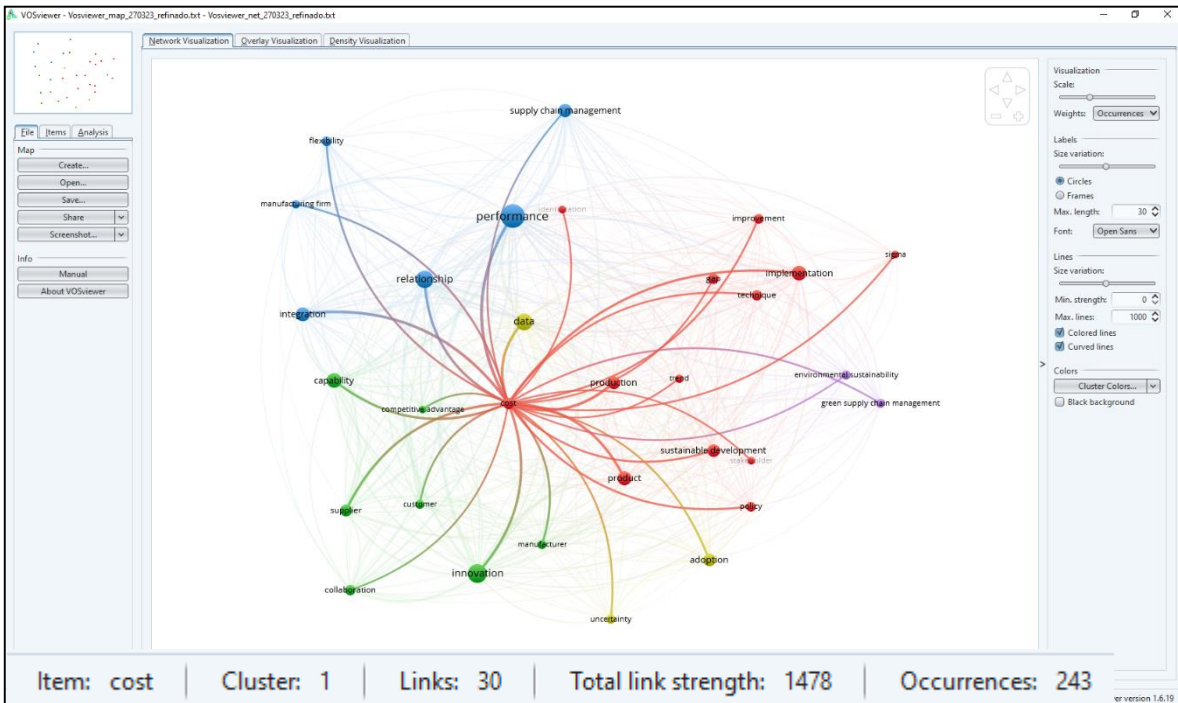 VOSviewer - Vosviewer_map_270323_refinado.txt - Vosviewer_net_270323_refinado.txt
Network Visualization Overlay Visualization Density Visualization
File Items Analysis
Map
Create...
Open...
Save...
Share
Screenshot...
Info
Manual
About VOSviewer
supply chain management
flexibility
manufacturing firm
identification
performance
improvement
sigma
relationship
implementation
gap
technique
integration
data
capability
production
trend
environmental sustainability
competitive advantage
cost
green supply chain management
sustainable development
stakeholder
product
supplier
customer
policy
manufacturer
adoption
innovation
collaboration
uncertainty
Visualization
Scale:
Weights: Occurrences
Labels
Size variation:
Circles
Frames
Max. length: 30
Font: Open Sans
Lines
Size variation:
Min. strength: 0
Max. lines: 1000
Colored lines
Curved lines
>
Colors
Cluster Colors...
Black background
Item: cost Cluster: 1 Links: 30 Total link strength: 1478 Occurrences: 243
er version 1.6.19